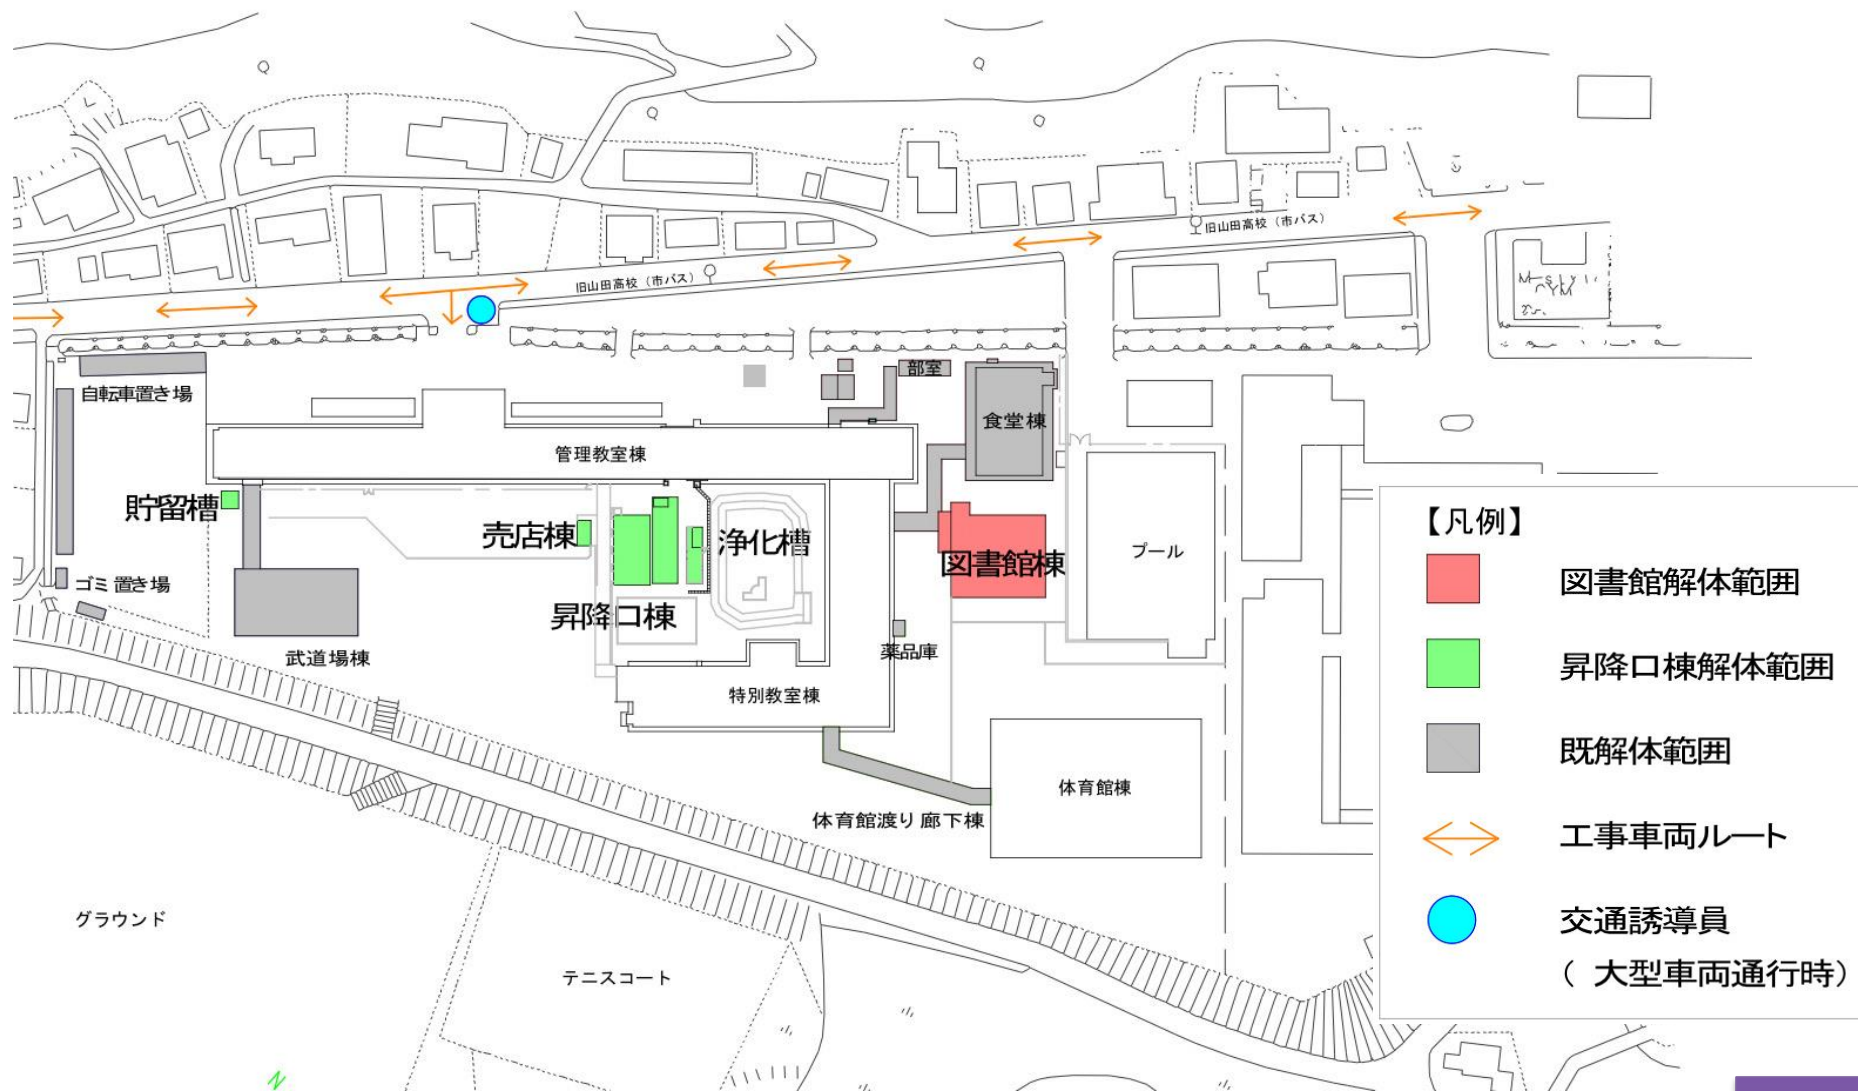 旧山田高校（市バス）
旧山田高校（市バス）
自転車置き場
部室
食堂棟
管理教室棟
貯留槽
売店棟
浄化槽
図書館棟
プール
ゴミ置き場
昇降口棟
武道場棟
薬品庫
特別教室棟
体育館棟
体育館渡り廊下棟
グラウンド
テニスコート
N
【凡例】
図書館解体範囲
昇降口棟解体範囲
既解体範囲
工事車両ルート
交通誘導員
（ 大型車両通行時）